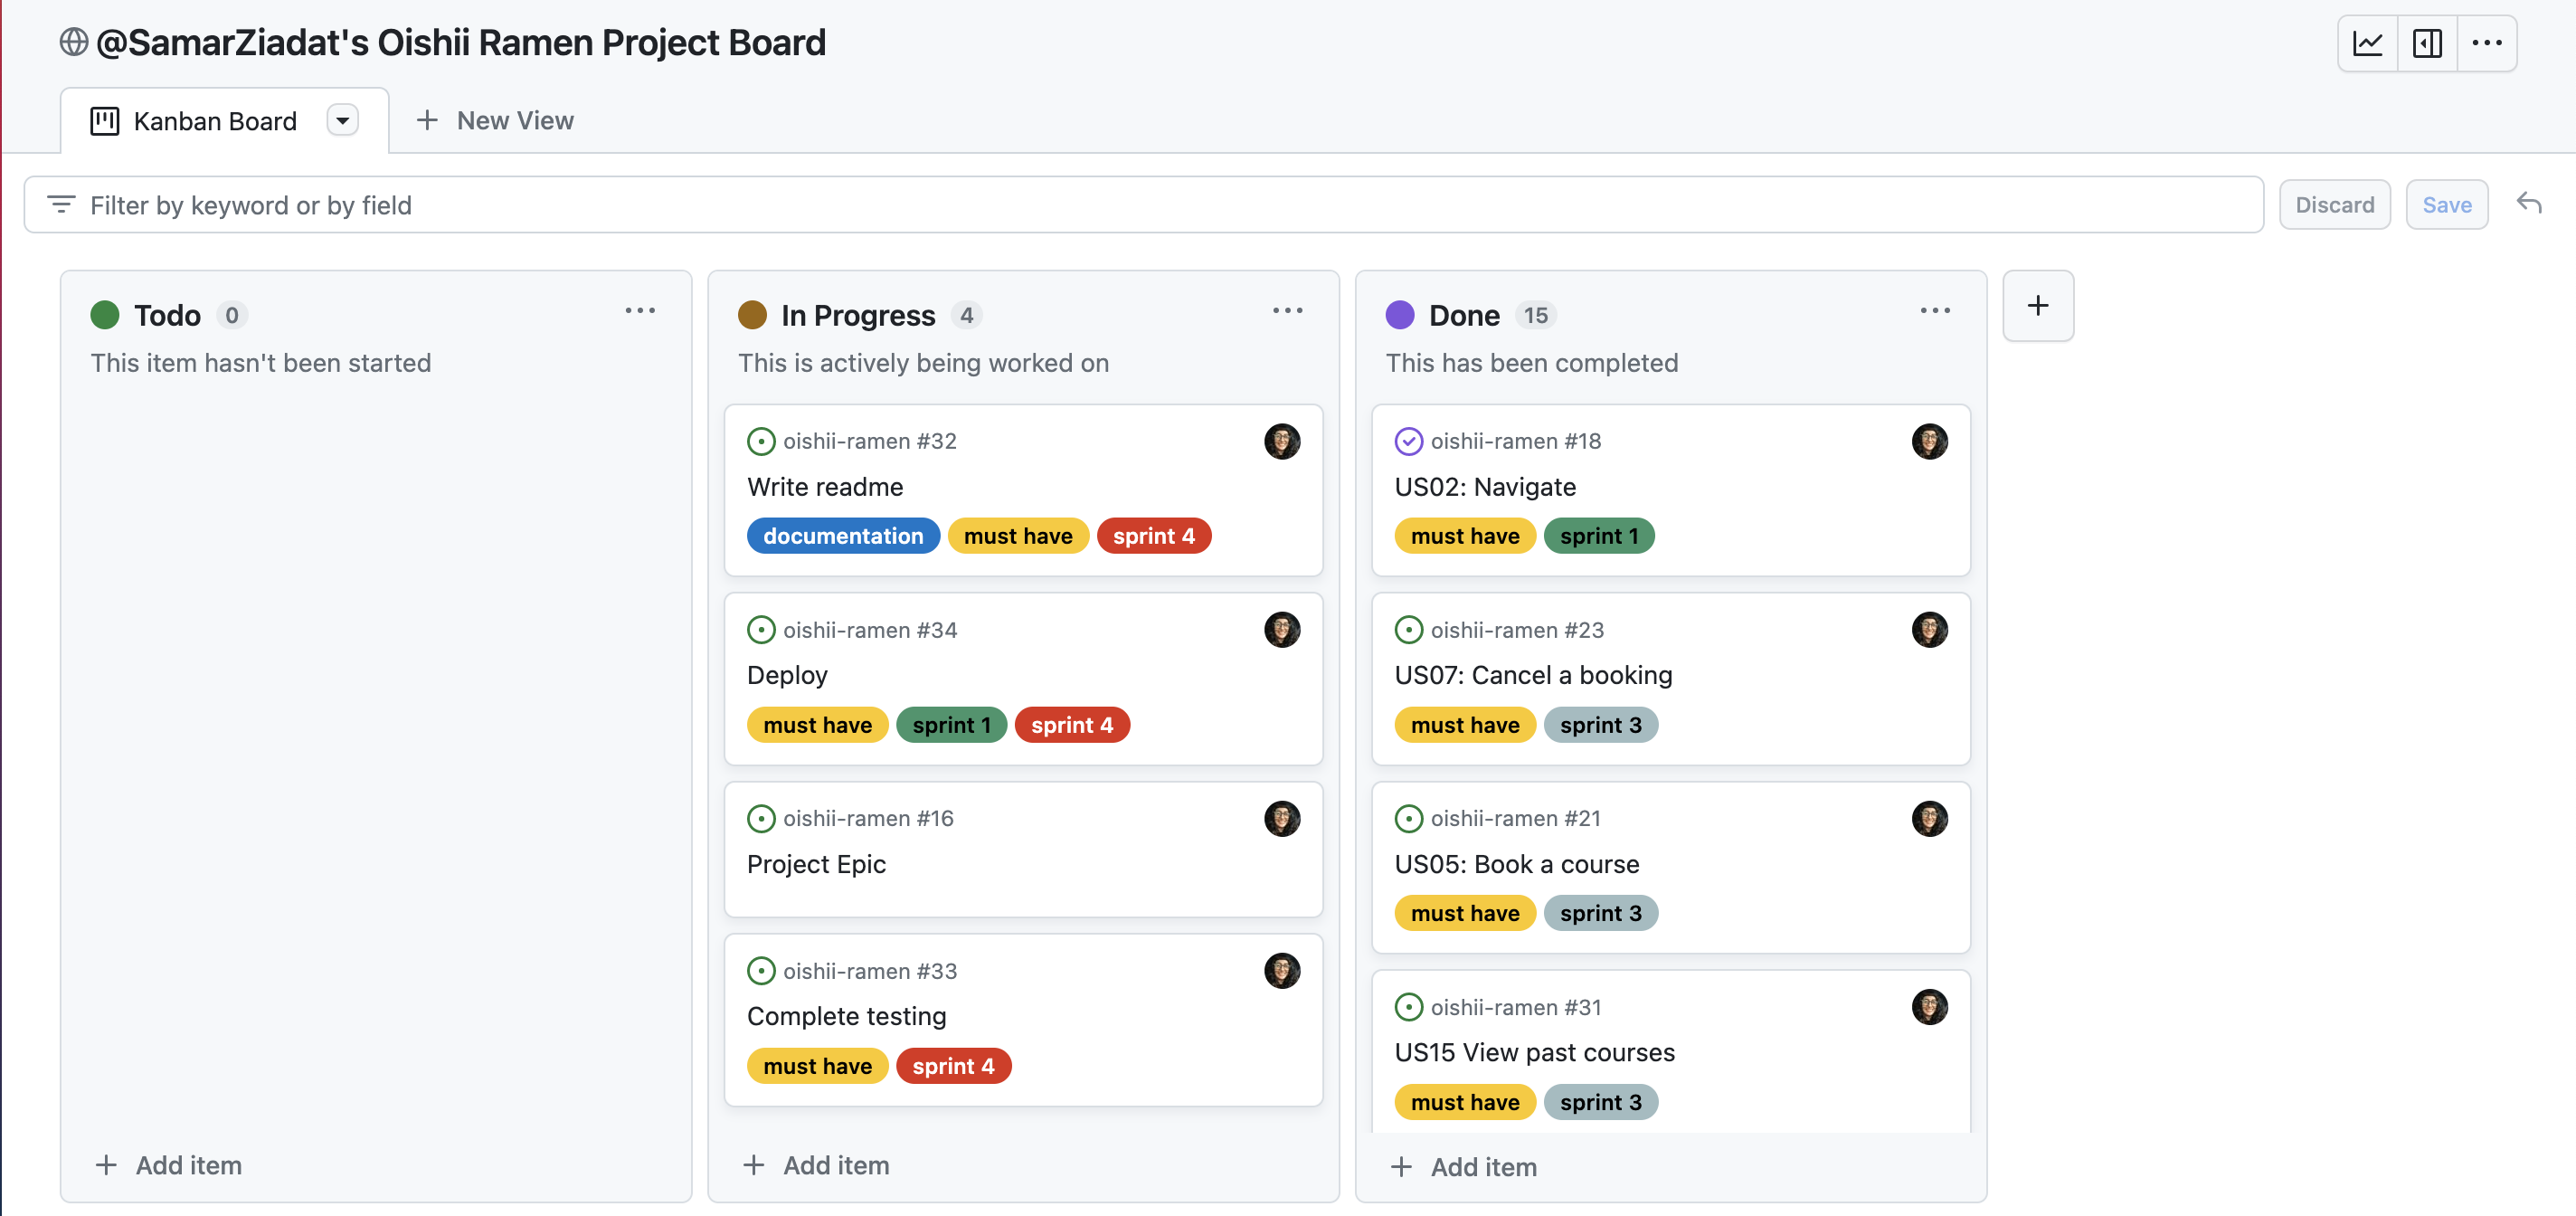 @SamarZiadat's Oishii Ramen Project Board
Kanban Board
New View
Filter by keyword or by field
Discard
Save
Todo 0
This item hasn't been started
Add item
In Progress 4
This is actively being worked on
oishii-ramen #32
Write readme
documentation must have sprint 4
oishii-ramen #34
Deploy
must have sprint 1 sprint 4
oishii-ramen #16
Project Epic
oishii-ramen #33
Complete testing
must have sprint 4
Add item
Done 15
This has been completed
oishii-ramen #18
US02: Navigate
must have sprint 1
oishii-ramen #23
US07: Cancel a booking
must have sprint 3
oishii-ramen #21
US05: Book a course
must have sprint 3
oishii-ramen #31
US15 View past courses
must have sprint 3
Add item